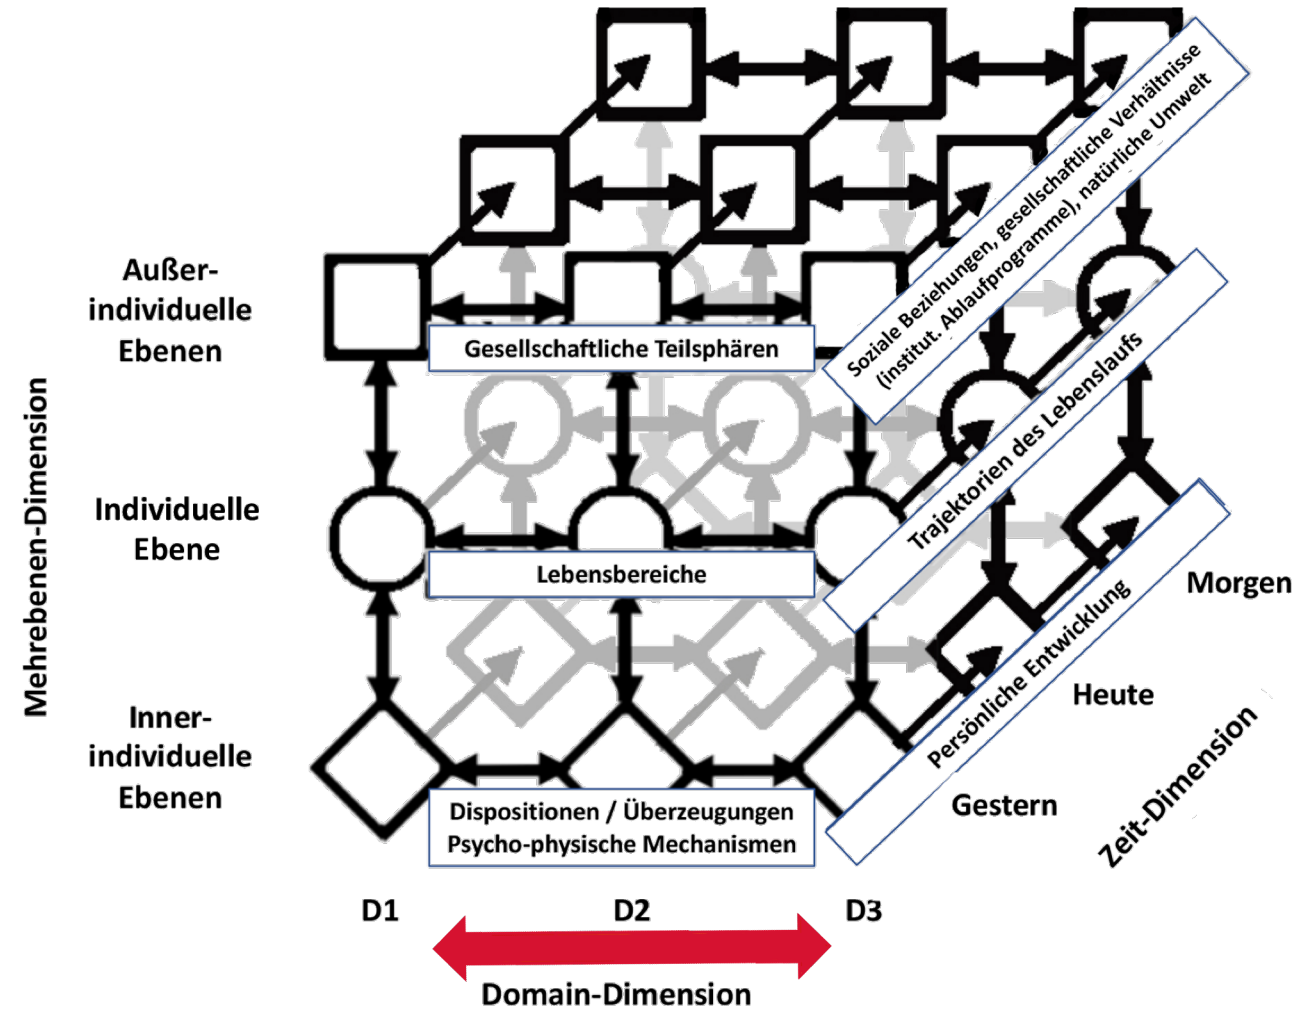 Soziale Beziehungen, gesellschaftliche Verhältnisse
(institut. Ablaufprogramme), natürliche Umwelt
Außer-
individuelle
Ebenen
Gesellschaftliche Teilsphären
Trajektorien des Lebenslaufs
Mehrebenen-Dimension
Individuelle
Ebene
Lebensbereiche
Morgen
Persönliche Entwicklung
Heute
Inner-
individuelle
Ebenen
Dispositionen / Überzeugungen
Psycho-physische Mechanismen
Gestern
Zeit-Dimension
D1
D2
D3
Domain-Dimension